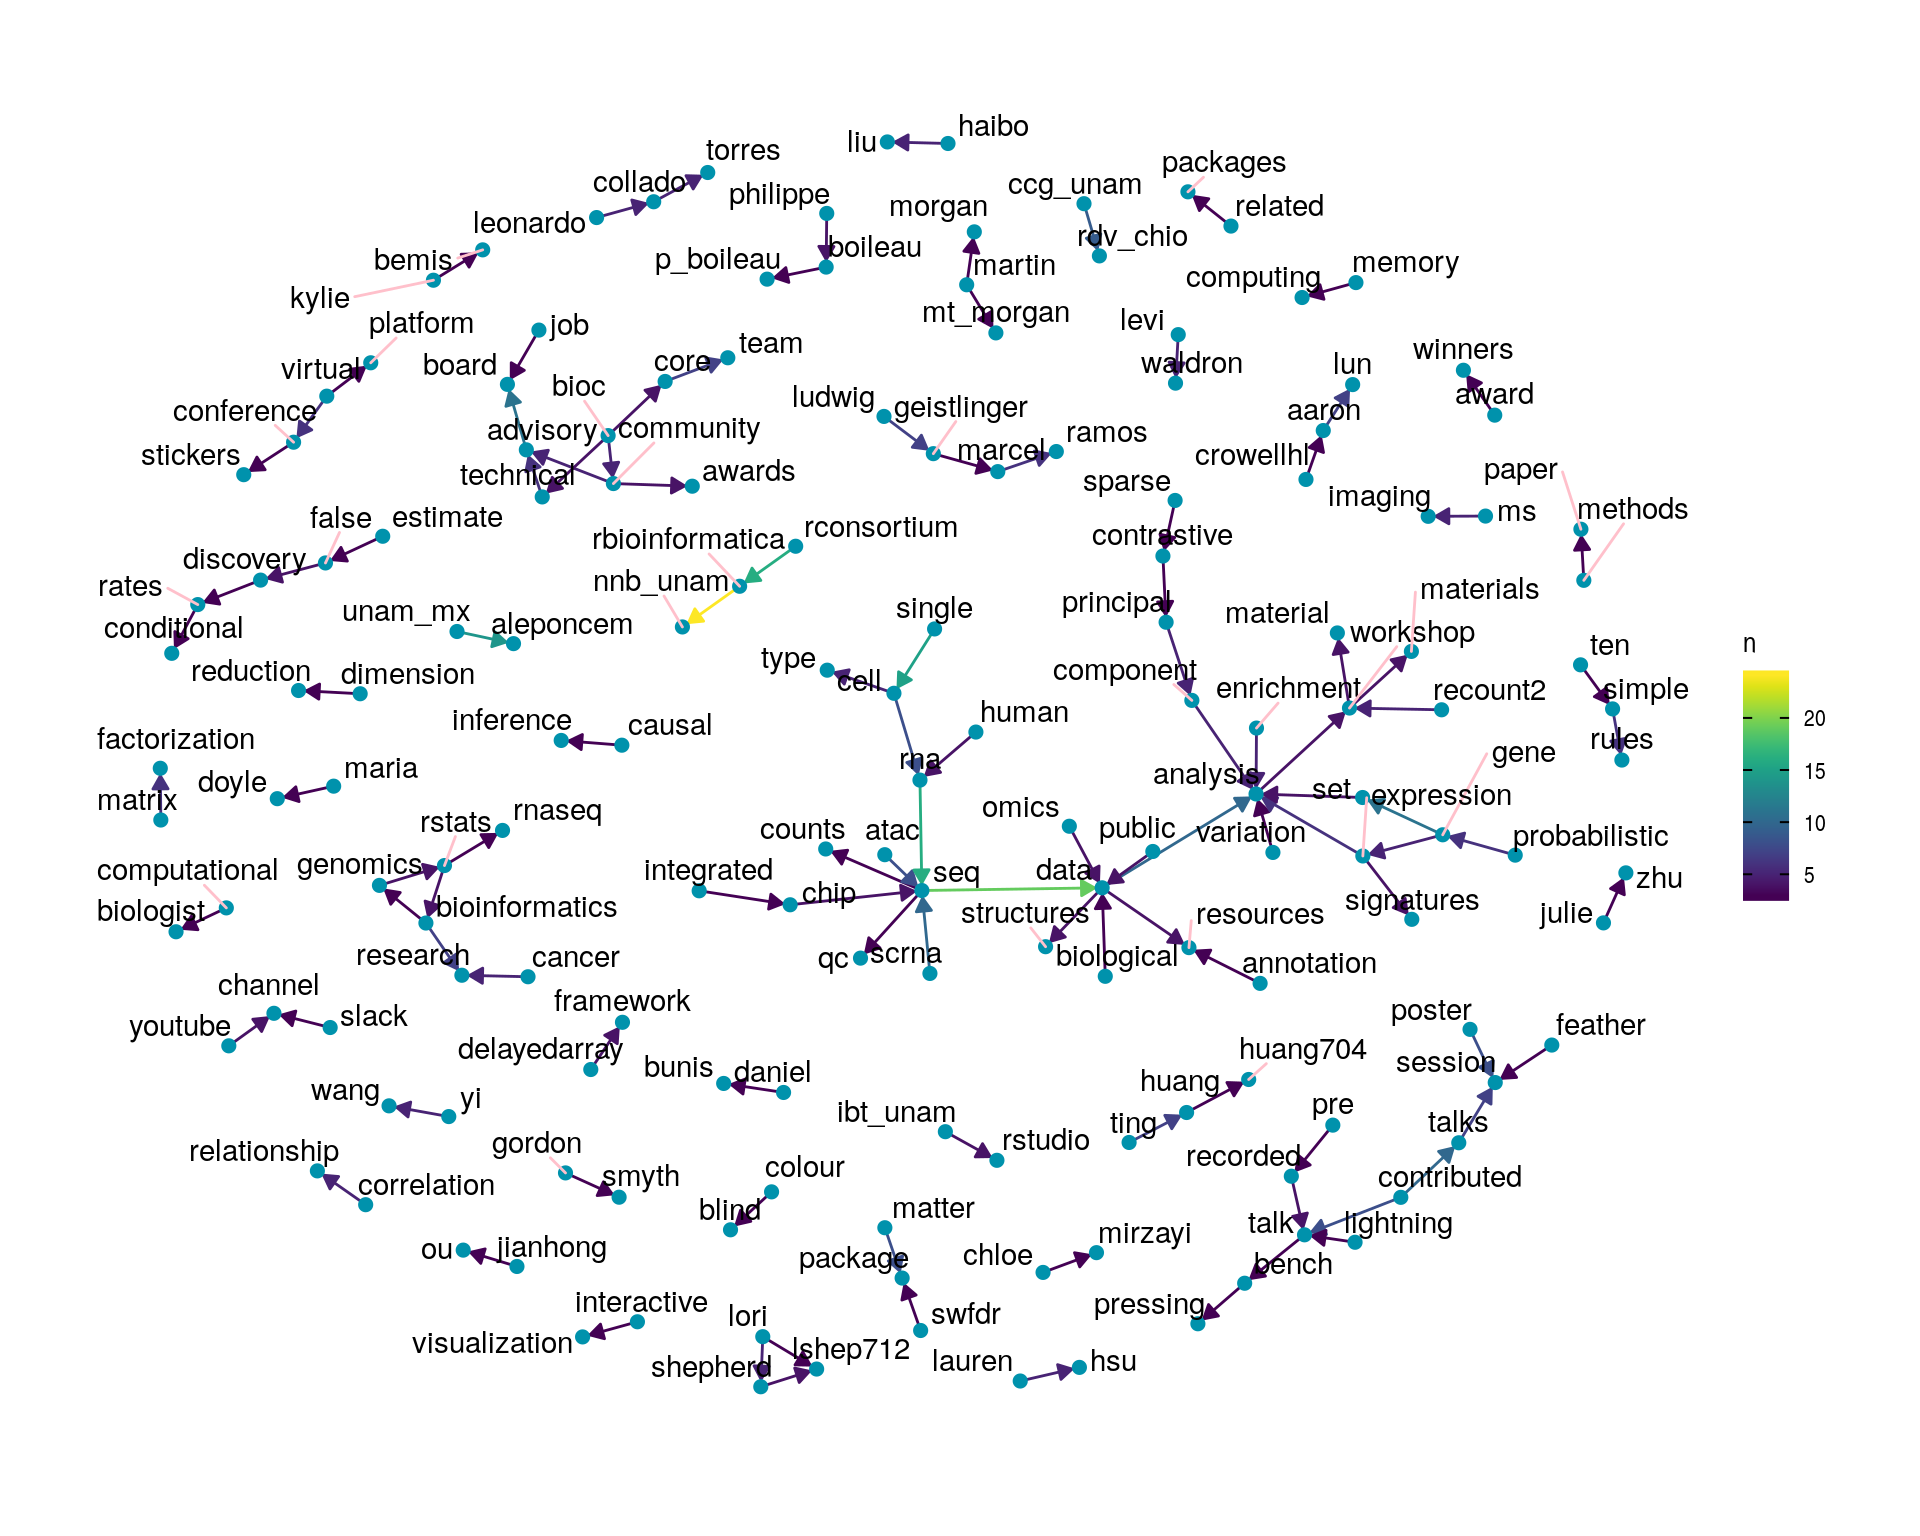 haibo
liu
torres
collado
packages
philippe
ccg_unam
morgan
related
leonardo
rdv_chio
boileau
bemis
p_boileau
martin
memory
computing
kylie
mt_morgan
platform
job
levi
team
winners
virtual
board
core
waldron
lun
bioc
award
ludwig
geistlinger
aaron
conference
advisory
community
ramos
marcel
stickers
technical
awards
crowellhl
paper
sparse
imaging
ms
methods
false
estimate
rconsortium
contrastive
rbioinformatica
discovery
rates
nnb_unam
materials
single
principal
material
unam_mx
aleponcem
conditional
workshop
ten
type
cell
reduction
dimension
component
enrichment
recount2
simple
n
inference
causal
human
20
factorization
rules
gene
rna
15
doyle
maria
analysis
matrix
set
expression
omics
rstats
rnaseq
counts
atac
public
variation
probabilistic
10
genomics
computational
integrated
seq
data
5
zhu
chip
biologist
bioinformatics
structures
resources
signatures
julie
research
cancer
qc
scrna
biological
annotation
channel
framework
poster
youtube
slack
feather
delayedarray
huang704
session
bunis
daniel
huang
wang
yi
ibt_unam
pre
ting
talks
relationship
gordon
rstudio
recorded
correlation
smyth
colour
contributed
blind
matter
talk
lightning
ou
jianhong
package
chloe
mirzayi
bench
interactive
lori
swfdr
pressing
visualization
lshep712
shepherd
lauren
hsu